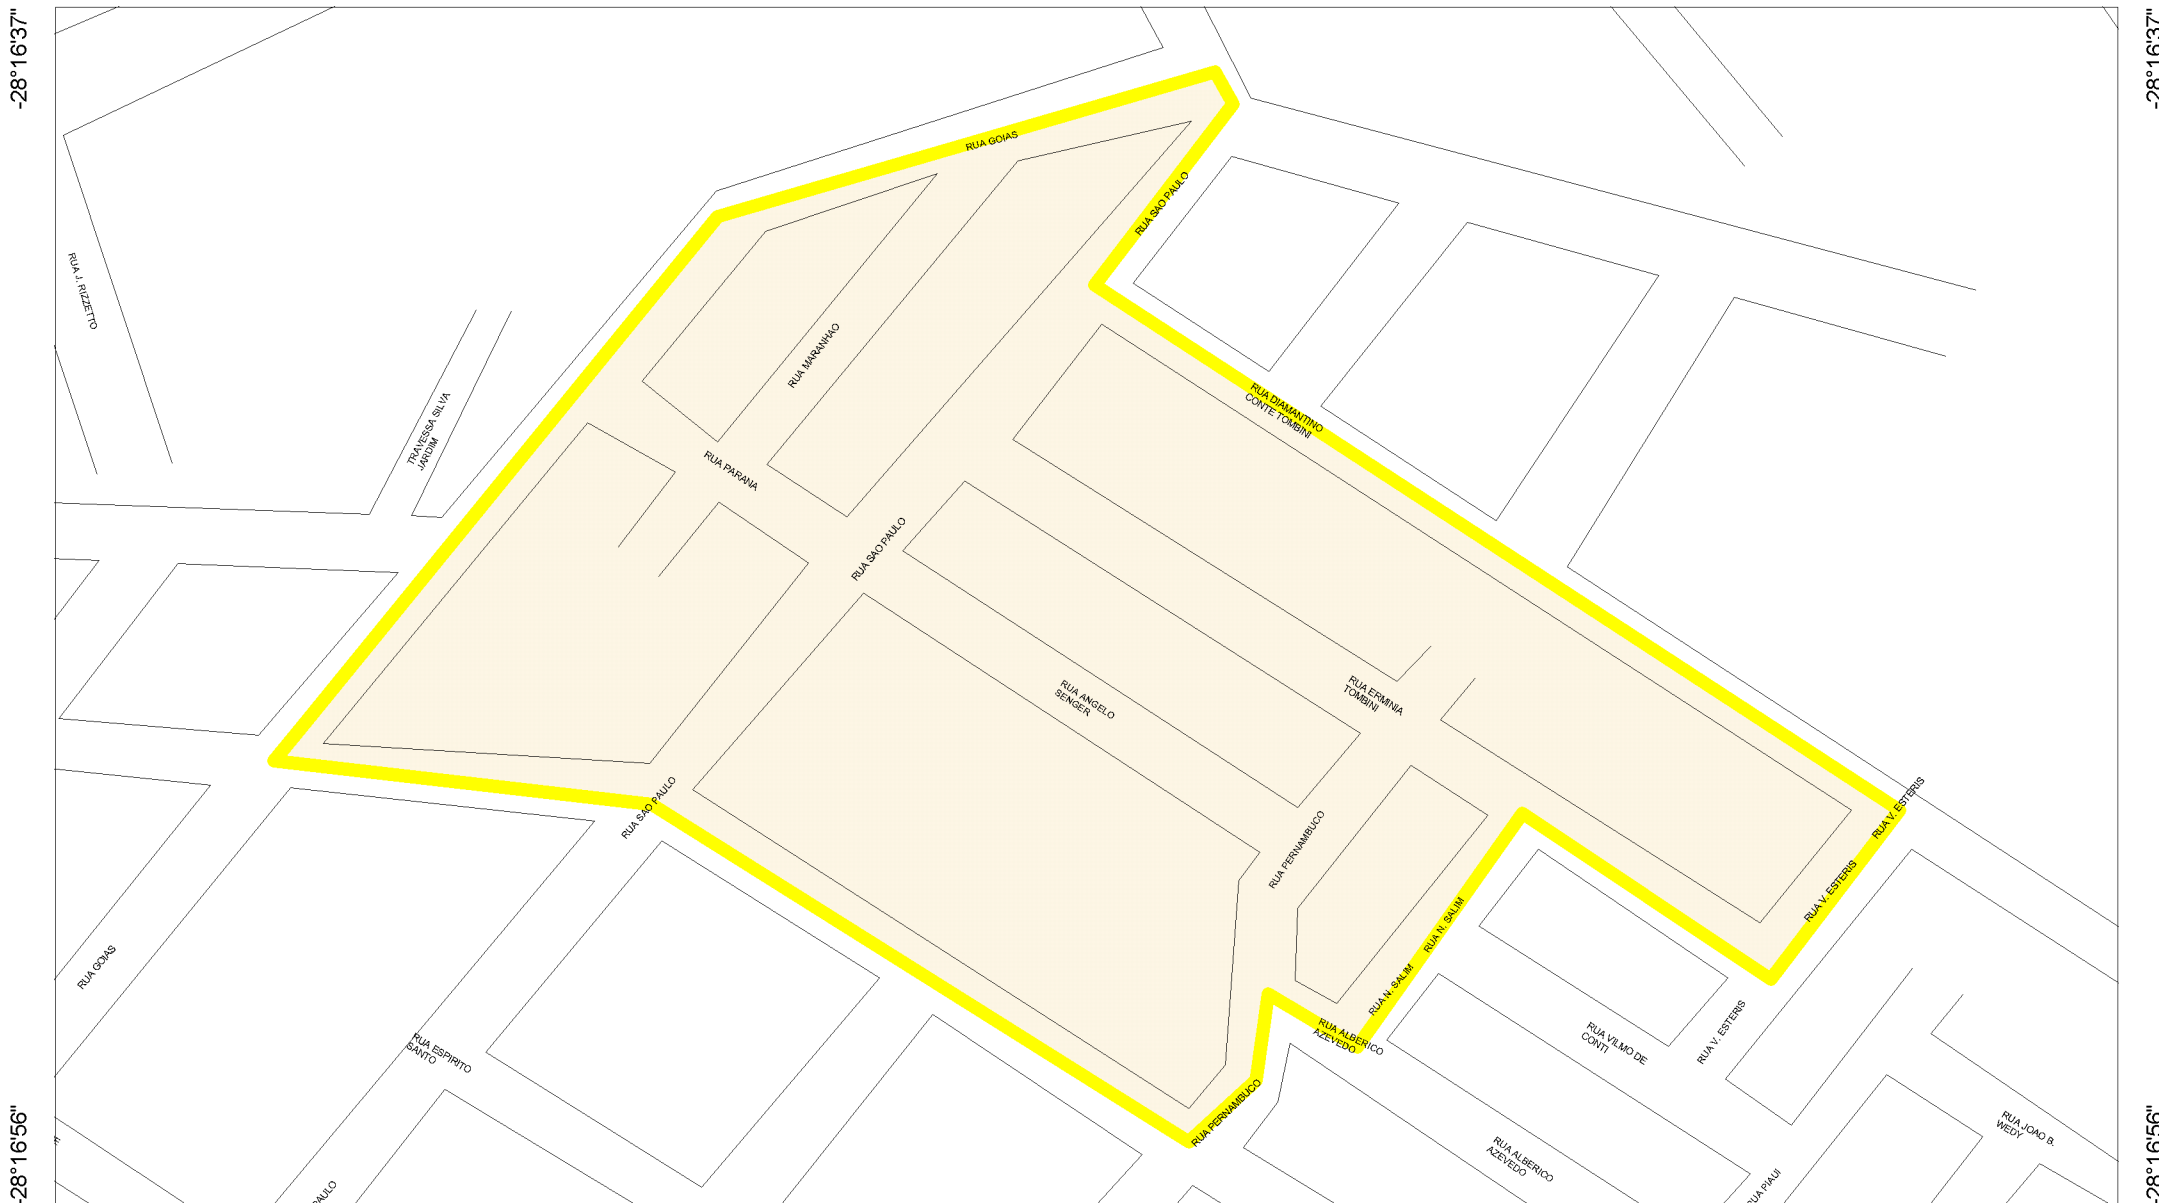 -28°16'37"
-28°16'37"
RUA GOIAS
RUA SAO PAULO
RUA J. RIZZETTO
RUA MARANHAO
TRAVESSA SILVA
JARDIM
RUA DIAMANTINO
CONTE TOMBINI
RUA PARANA
RUA SAO PAULO
RUA ANGELO
SENGER
RUA ERMINIA
TOMBINI
RUA SAO PAULO
RUA V. ESTERIS
RUA PERNAMBUCO
RUA V. ESTERIS
RUA N. SALIM
RUA GOIAS
RUA N. SALIM
RUA ALBERICO
AZEVEDO
RUA ESPIRITO
SANTO
RUA VILMO DE
CONTI
RUA V. ESTERIS
RUA PERNAMBUCO
RUA JOAO B.
WEDY
RUA ALBERICO
AZEVEDO
-28°16'56"
-28°16'56"
PAULO
RUA PIAUI